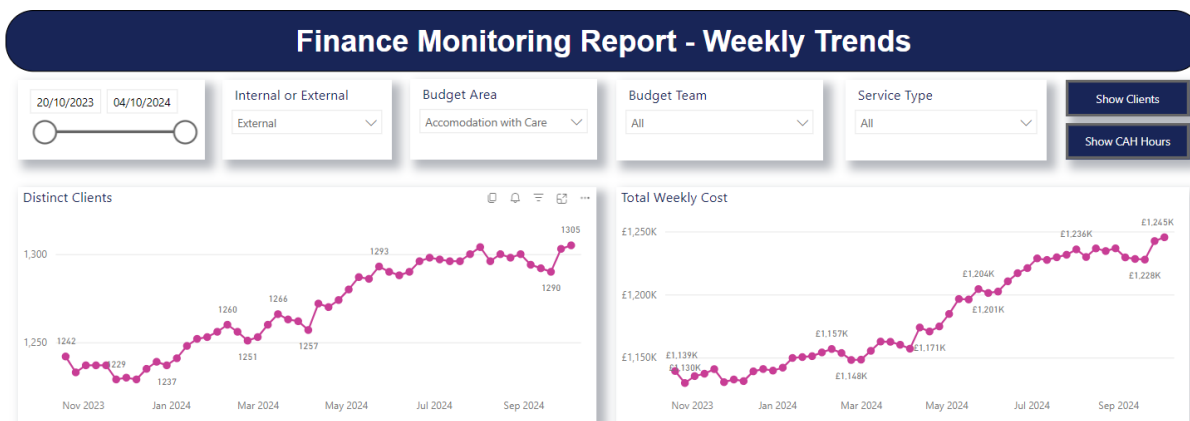 Finance Monitoring Report - Weekly Trends
20/10/2023 04/10/2024
Internal or External
External
Budget Area
Accomodation with Care
Budget Team
All
Service Type
All
Show Clients
Show CAH Hours
Distinct Clients
1,300
1,250
1242
1229
1237
1260
1251
1266
1257
1293
1290
1305
Nov 2023 Jan 2024 Mar 2024 May 2024 Jul 2024 Sep 2024
Total Weekly Cost
£1,250K
£1,200K
£1,150K
£1,139K
£1,130K
£1,157K
£1,148K
£1,171K
£1,204K
£1,201K
£1,236K
£1,228K
£1,245K
Nov 2023 Jan 2024 Mar 2024 May 2024 Jul 2024 Sep 2024